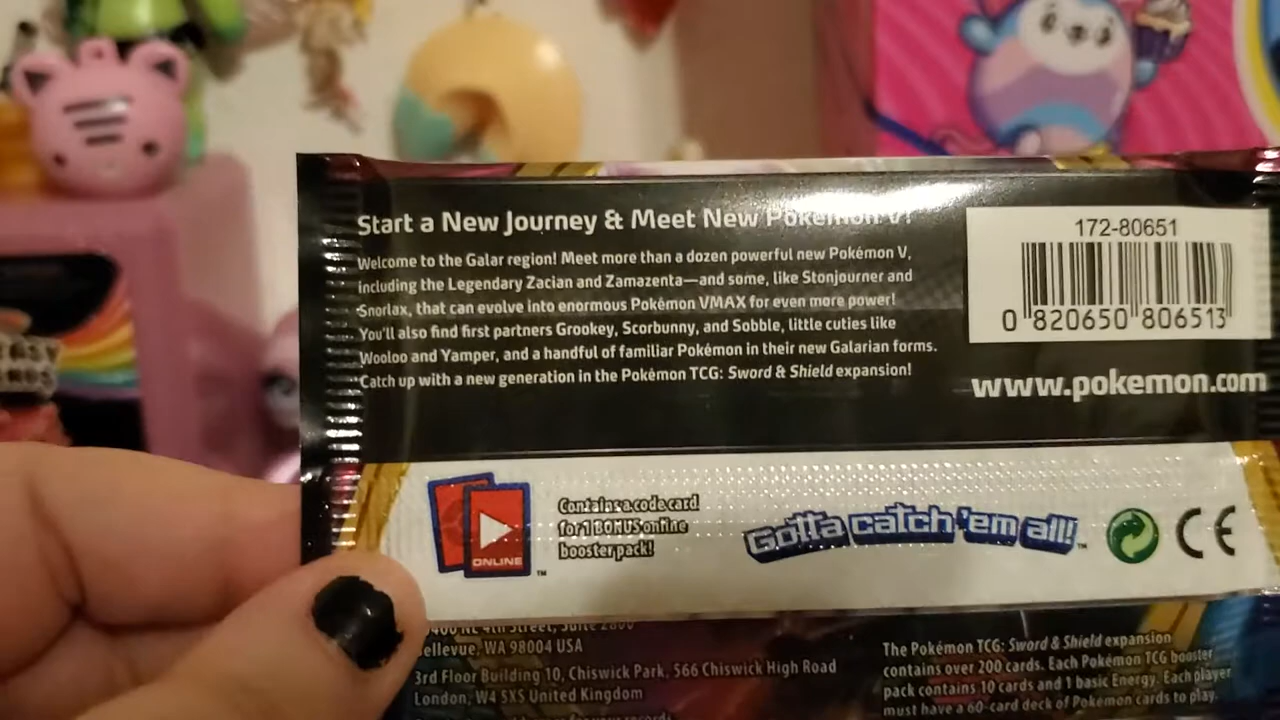 Start a New Journey & Meet New Pokémon V!
Welcome to the Galar region! Meet more than a dozen powerful new Pokémon V,
including the Legendary Zacian and Zamazenta—and some, like Stonjourner and
Snorlax, that can evolve into enormous Pokémon VMAX for even more power!
You'll also find first partners Grookey, Scorbunny, and Sobble, little cuties like
Wooloo and Yamper, and a handful of familiar Pokémon in their new Galarian forms.
Catch up with a new generation in the Pokémon TCG: Sword & Shield expansion!
172-80651
0 820650 806513
www.pokemon.com
ONLINE
™
Contains a code card
for 1 BONUS online
booster pack!
Gotta catch 'em all!™
CE
4th Street, Suite
ellevue, WA 98004 USA
3rd Floor Building 10, Chiswick Park, 566 Chiswick High Road
London, W4 5XS United Kingdom
The Pokémon TCG: Sword & Shield expansion
contains over 200 cards. Each Pokémon TCG booster
pack contains 10 cards and 1 basic Energy. Each player
must have a 60-card deck of Pokémon cards to play.